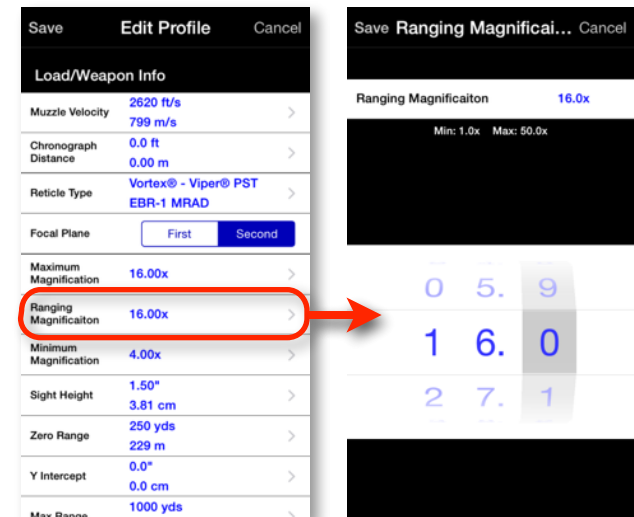 Save Edit Profile Cancel
Load/Weapon Info
Muzzle Velocity 2620 ft/s
799 m/s
Chronograph Distance 0.0 ft
0.00 m
Reticle Type Vortex® - Viper® PST
EBR-1 MRAD
Focal Plane First Second
Maximum Magnification 16.00x
Ranging Magnificaiton 16.00x
Minimum Magnification 4.00x
Sight Height 1.50"
3.81 cm
Zero Range 250 yds
229 m
Y Intercept 0.0"
0.0 cm
Max Range 1000 yds
Save Ranging Magnificai... Cancel
Ranging Magnificaiton 16.0x
Min: 1.0x Max: 50.0x
0 5. 9
1 6. 0
2 7. 1